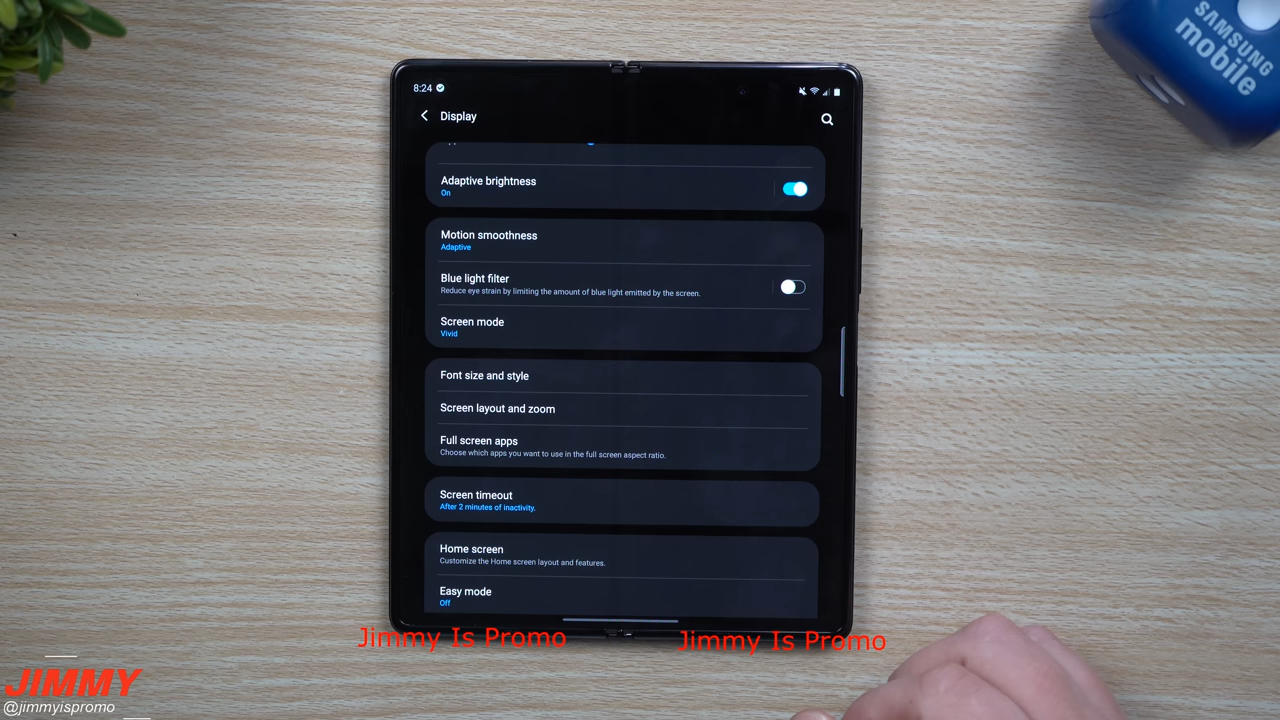 SAMSUNG
mobile
8:24
Display
Adaptive brightness
On
Motion smoothness
Adaptive
Blue light filter
Reduce eye strain by limiting the amount of blue light emitted by the screen.
Screen mode
Vivid
Font size and style
Screen layout and zoom
Full screen apps
Choose which apps you want to use in the full screen aspect ratio.
Screen timeout
After 2 minutes of inactivity.
Home screen
Customize the Home screen layout and features.
Easy mode
Off
Jimmy Is Promo
Jimmy Is Promo
JIMMY
@jimmyispromo